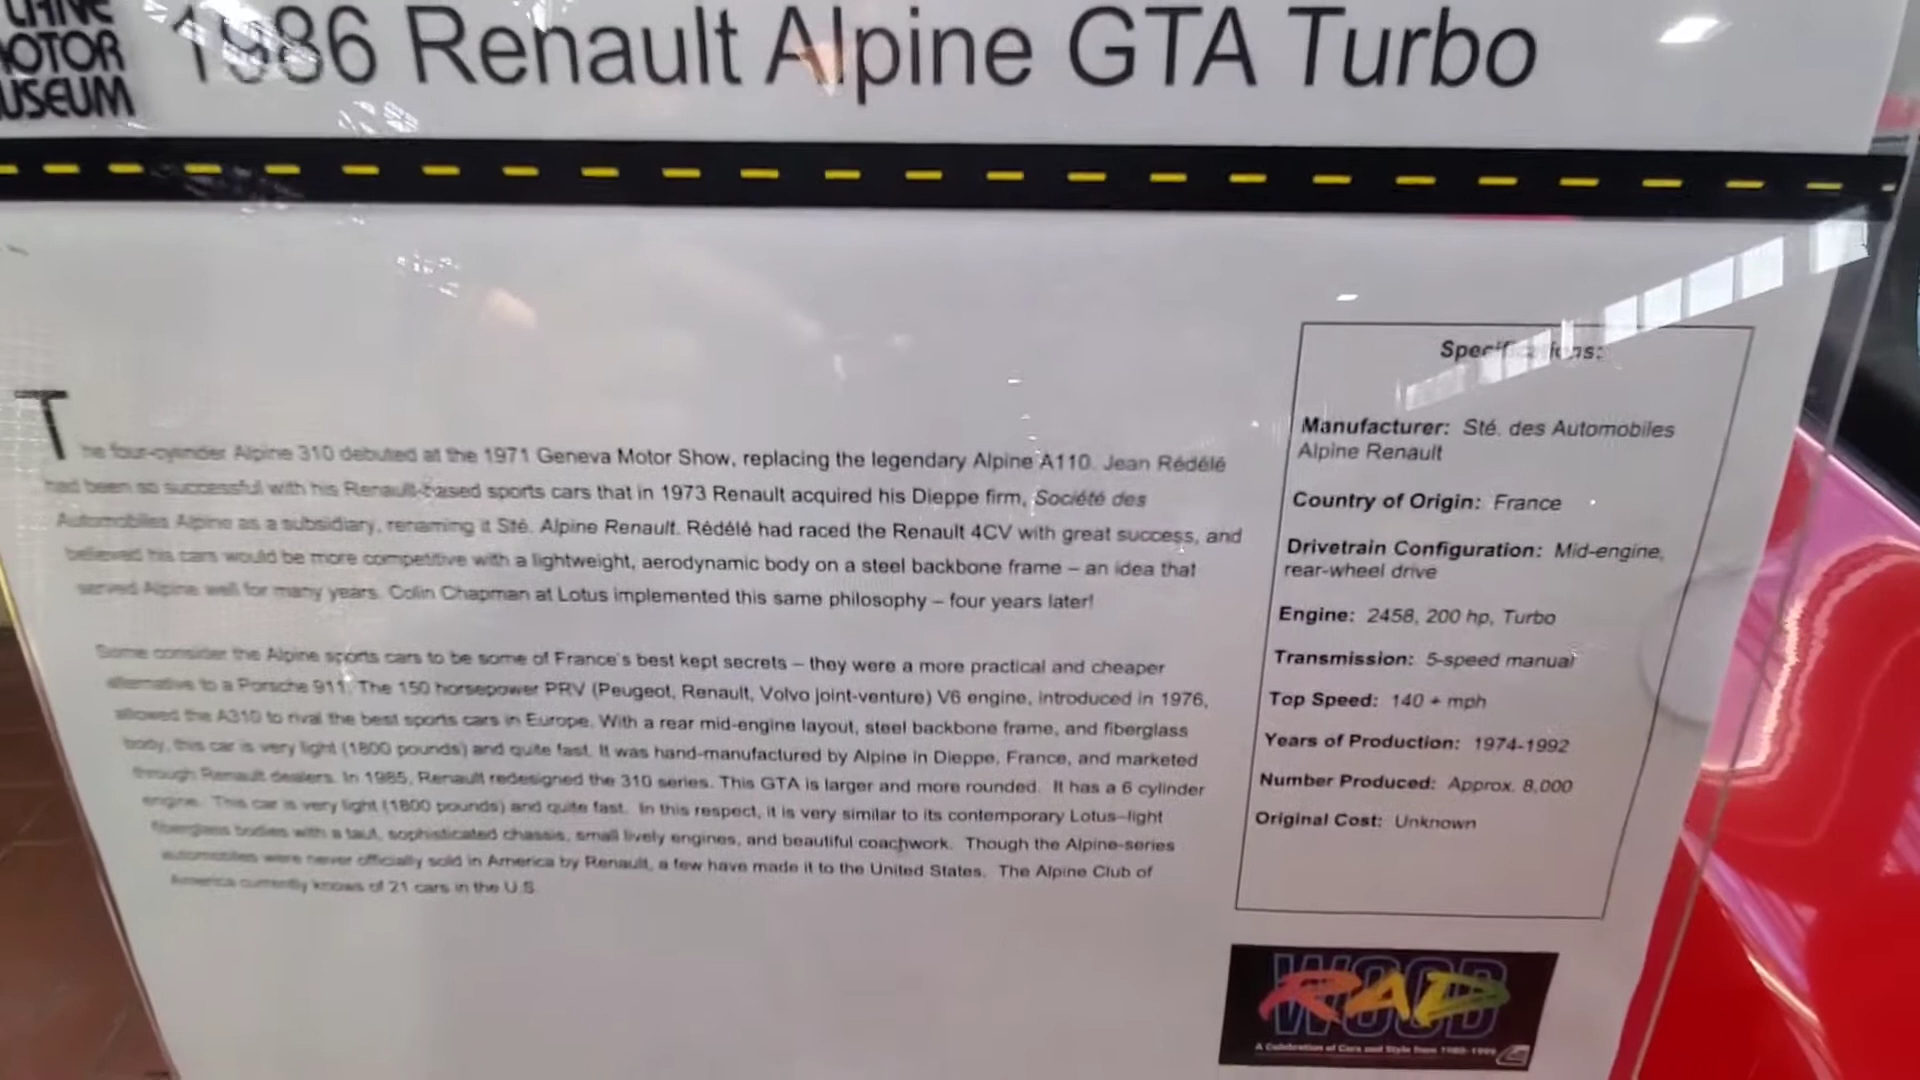 LANE
MOTOR
MUSEUM
1986 Renault Alpine GTA Turbo
The four-cylinder Alpine 310 debuted at the 1971 Geneva Motor Show, replacing the legendary Alpine A110. Jean Rédélé
had been so successful with his Renault-based sports cars that in 1973 Renault acquired his Dieppe firm, Société des
Automobiles Alpine as a subsidiary, renaming it Sté. Alpine Renault. Rédélé had raced the Renault 4CV with great success, and
believed his cars would be more competitive with a lightweight, aerodynamic body on a steel backbone frame – an idea that
served Alpine well for many years. Colin Chapman at Lotus implemented this same philosophy – four years later!
Some consider the Alpine sports cars to be some of France's best kept secrets – they were a more practical and cheaper
alternative to a Porsche 911. The 150 horsepower PRV (Peugeot, Renault, Volvo joint-venture) V6 engine, introduced in 1976,
allowed the A310 to rival the best sports cars in Europe. With a rear mid-engine layout, steel backbone frame, and fiberglass
body, this car is very light (1800 pounds) and quite fast. It was hand-manufactured by Alpine in Dieppe, France, and marketed
through Renault dealers. In 1985, Renault redesigned the 310 series. This GTA is larger and more rounded. It has a 6 cylinder
engine. This car is very light (1800 pounds) and quite fast. In this respect, it is very similar to its contemporary Lotus–light
fiberglass bodies with a taut, sophisticated chassis, small lively engines, and beautiful coachwork. Though the Alpine-series
automobiles were never officially sold in America by Renault, a few have made it to the United States. The Alpine Club of
America currently knows of 21 cars in the U.S.
Specifications:
Manufacturer: Sté. des Automobiles
Alpine Renault
Country of Origin: France
Drivetrain Configuration: Mid-engine,
rear-wheel drive
Engine: 2458, 200 hp, Turbo
Transmission: 5-speed manual
Top Speed: 140 + mph
Years of Production: 1974-1992
Number Produced: Approx. 8,000
Original Cost: Unknown
RAD
WOOD
A Celebration of Cars and Style from 1980-1999